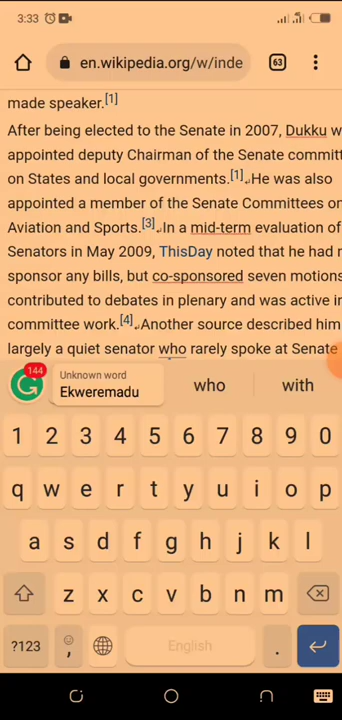 3:33
en.wikipedia.org/w/inde
63
made speaker.[1]
After being elected to the Senate in 2007, Dukku w
appointed deputy Chairman of the Senate committ
on States and local governments.[1] He was also
appointed a member of the Senate Committees on
Aviation and Sports.[3] In a mid-term evaluation of
Senators in May 2009, ThisDay noted that he had n
sponsor any bills, but co-sponsored seven motions
contributed to debates in plenary and was active in
committee work.[4] Another source described him
largely a quiet senator who rarely spoke at Senate
144
Unknown word
Ekweremadu
who
with
1 2 3 4 5 6 7 8 9 0
q w e r t y u i o p
a s d f g h j k l
z x c v b n m
?123 , English .